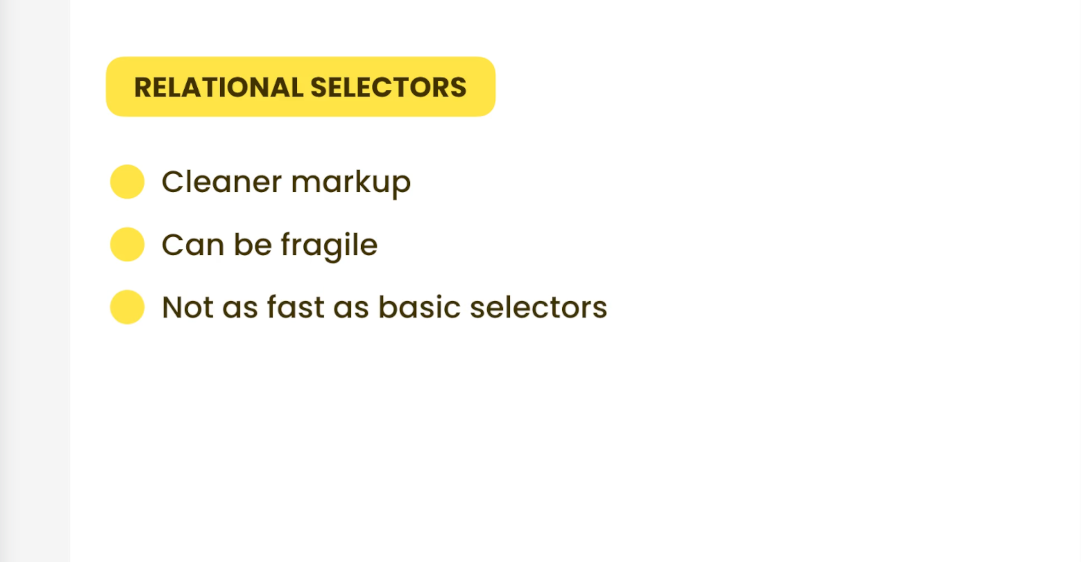 RELATIONAL SELECTORS
Cleaner markup
Can be fragile
Not as fast as basic selectors